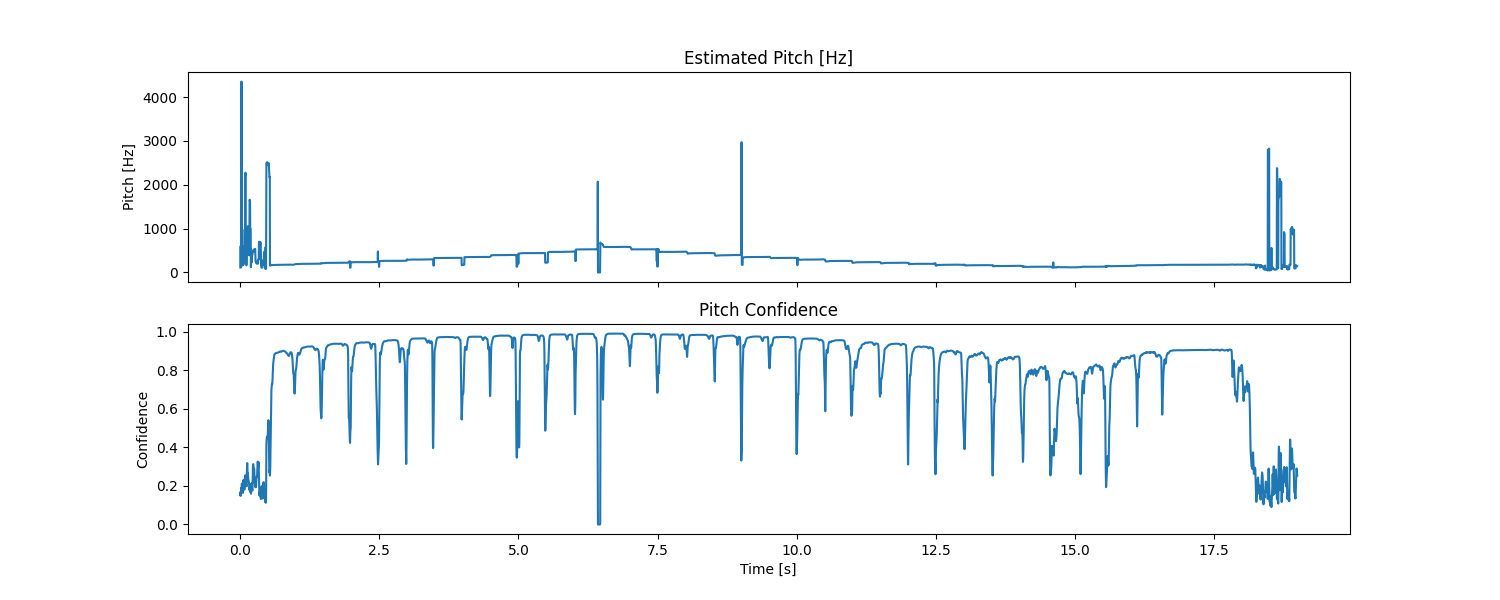 Estimated Pitch [Hz]
4000
3000
2000
1000
0
Pitch [Hz]
Pitch Confidence
1.0
0.8
0.6
0.4
0.2
0.0
Confidence
0.0 2.5 5.0 7.5 10.0 12.5 15.0 17.5
Time [s]